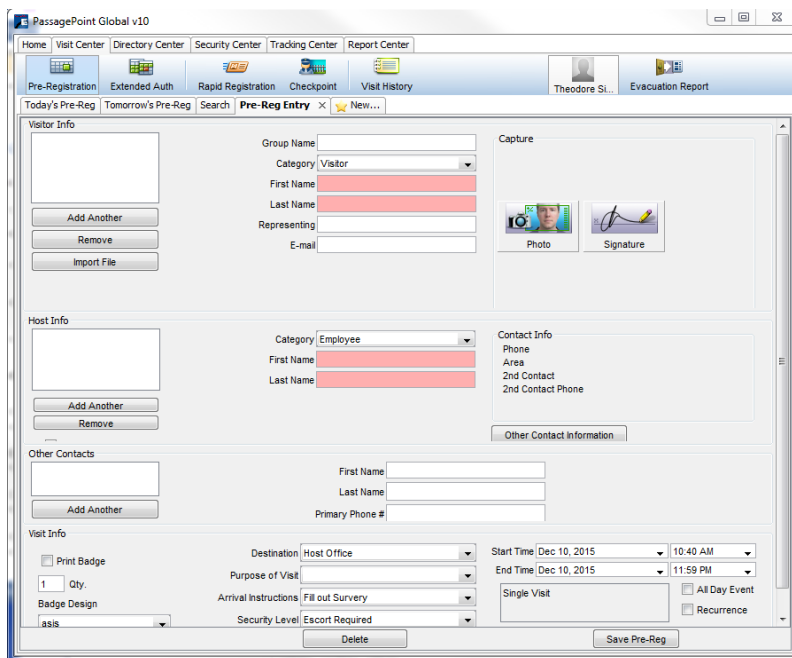 PassagePoint Global v10
Home Visit Center Directory Center Security Center Tracking Center Report Center
Pre-Registration Extended Auth Rapid Registration Checkpoint Visit History Theodore Si... Evacuation Report
Today's Pre-Reg Tomorrow's Pre-Reg Search Pre-Reg Entry New...
Visitor Info
Group Name
Category Visitor
First Name
Last Name
Representing
E-mail
Add Another
Remove
Import File
Capture
Photo Signature
Host Info
Category Employee
First Name
Last Name
Add Another
Remove
Contact Info
Phone
Area
2nd Contact
2nd Contact Phone
Other Contact Information
Other Contacts
First Name
Last Name
Primary Phone #
Add Another
Visit Info
Print Badge
1 Qty.
Badge Design
asis
Destination Host Office
Purpose of Visit
Arrival Instructions Fill out Survery
Security Level Escort Required
Start Time Dec 10, 2015 10:40 AM
End Time Dec 10, 2015 11:59 PM
Single Visit
All Day Event
Recurrence
Delete Save Pre-Reg